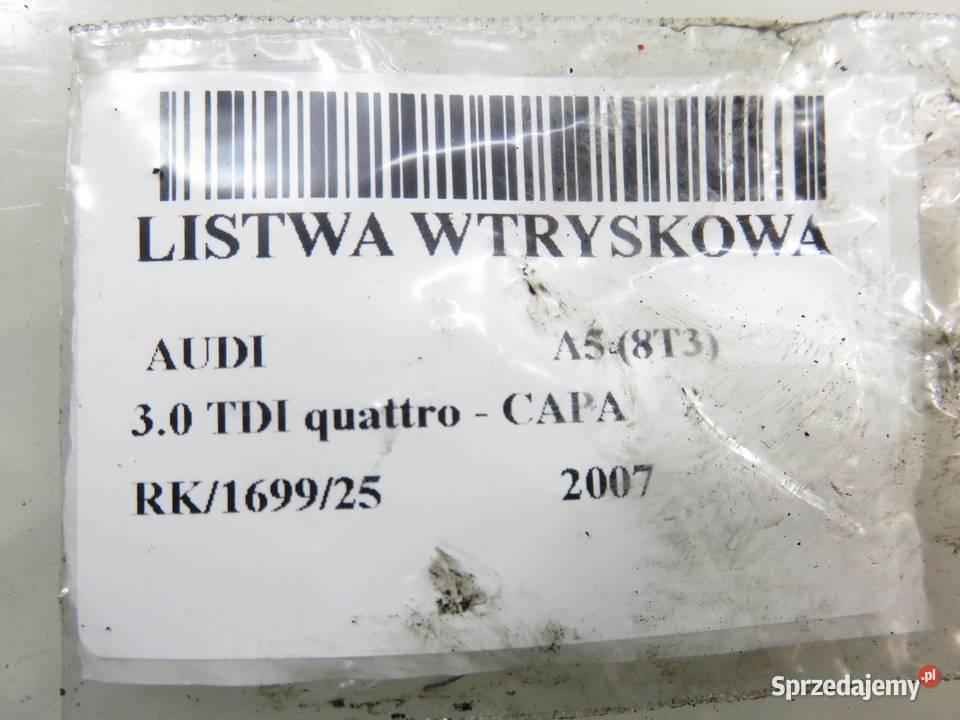 LISTWA WTRYSKOWA
AUDI A5 (8T3)
3.0 TDI quattro - CAPA
RK/1699/25 2007
Sprzedajemy.pl